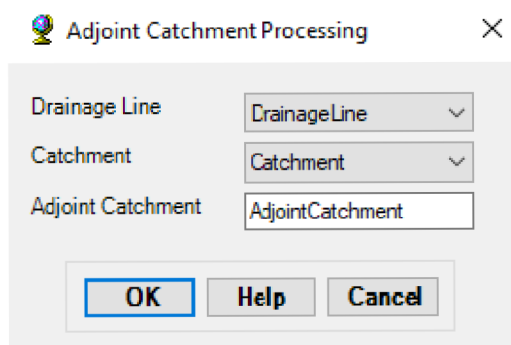 Adjoint Catchment Processing
Drainage Line DrainageLine
Catchment Catchment
Adjoint Catchment AdjointCatchment
OK Help Cancel